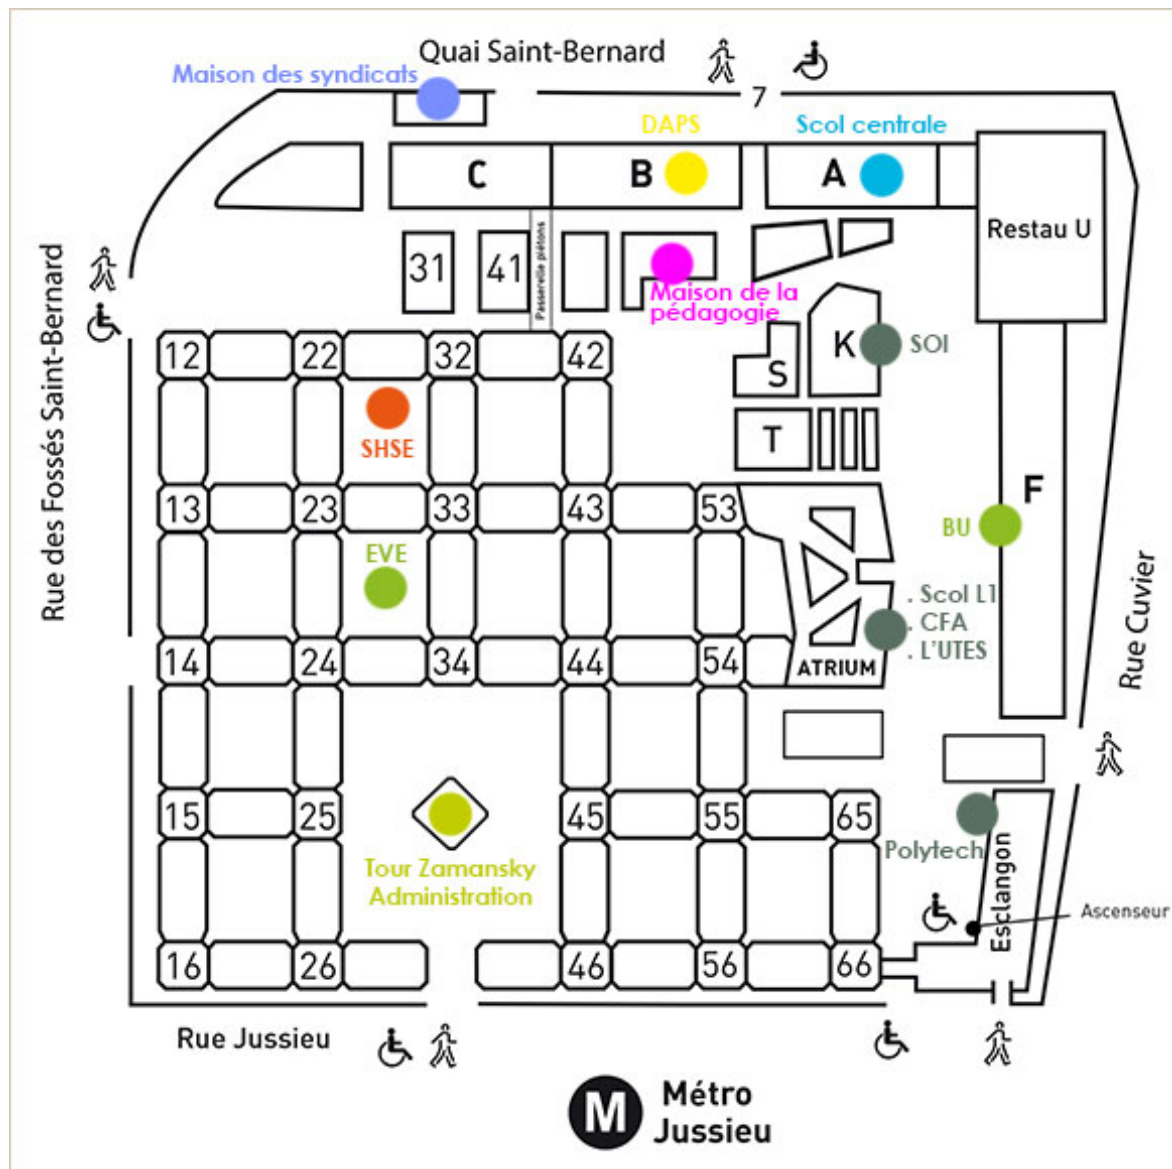 Quai Saint-Bernard
Maison des syndicats
7
DAPS
Scol centrale
C
B
A
Restau U
31
41
Passerelle piétons
Maison de la
pédagogie
Rue des Fossés Saint-Bernard
12
22
32
42
S
K
SOI
SHSE
T
F
13
23
33
43
53
BU
EVE
. Scol L1
. CFA
. L'UTES
Rue Cuvier
14
24
34
44
54
ATRIUM
15
25
45
55
65
Polytech
Tour Zamansky
Administration
Esclangon
Ascenseur
16
26
46
56
66
Rue Jussieu
M
Métro
Jussieu